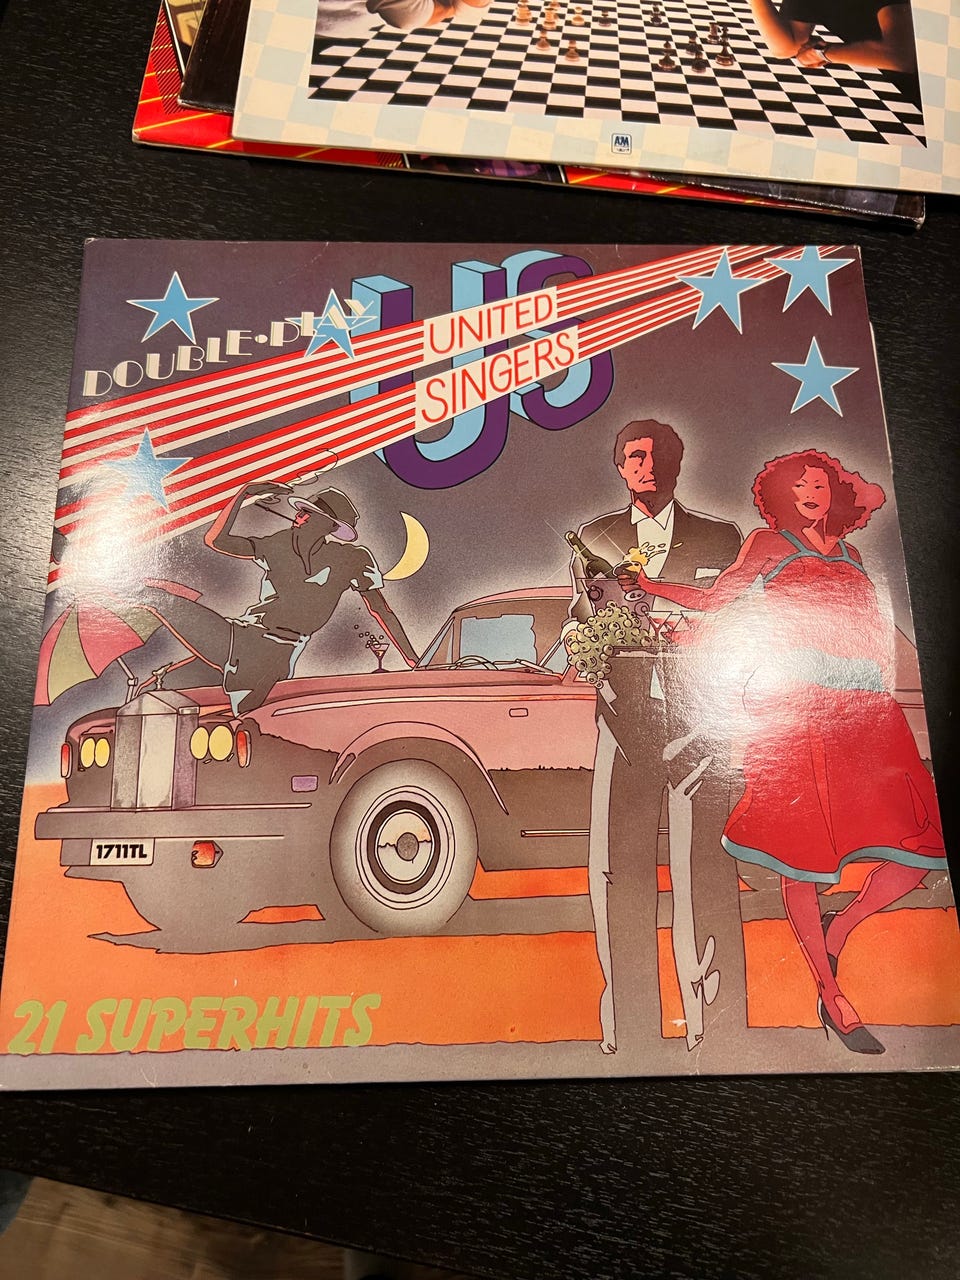 A&M
DOUBLE•PLAY
US
UNITED
SINGERS
1711TL
21 SUPERHITS